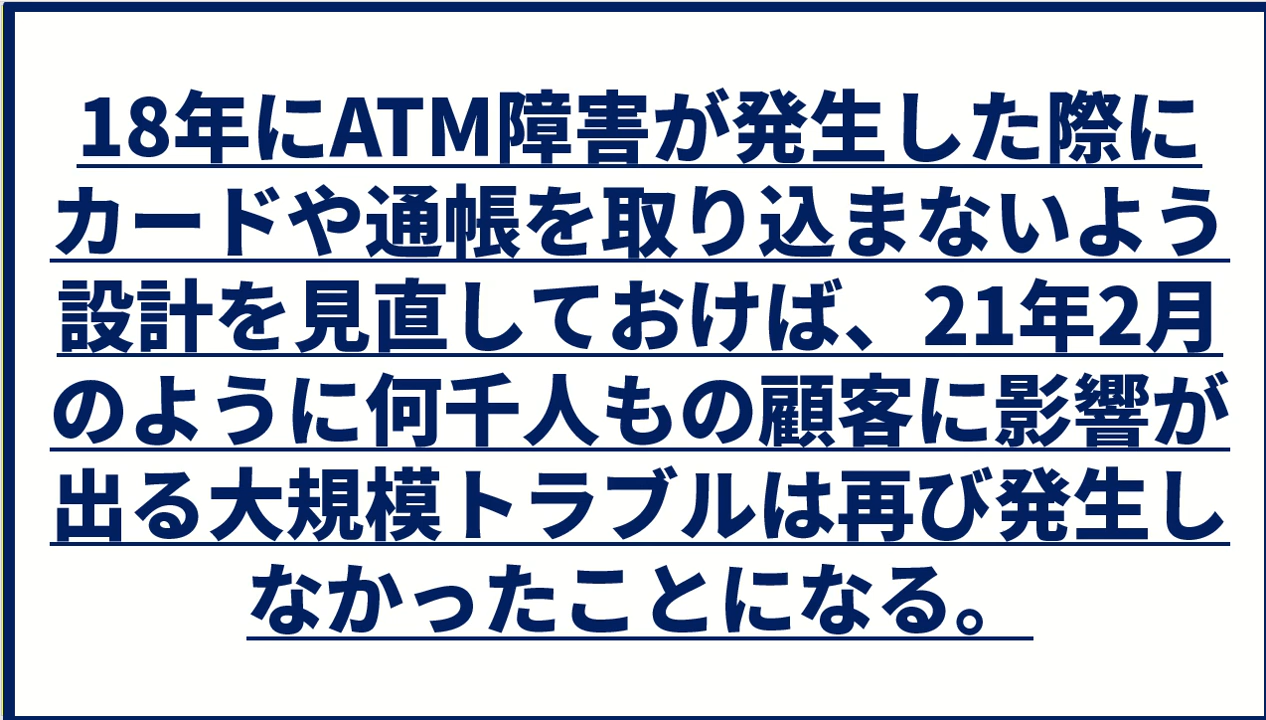 18年にATM障害が発生した際に
カードや通帳を取り込まないよう
設計を見直しておけば、21年2月
のように何千人もの顧客に影響が
出る大規模トラブルは再び発生し
なかったことになる。